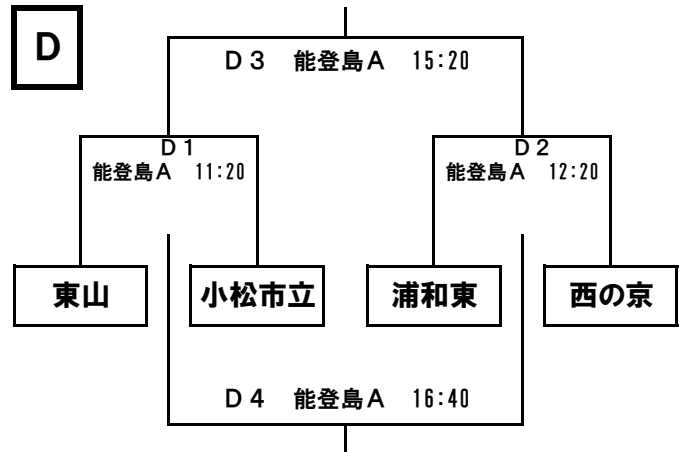 D
D3 能登島A 15:20
D1
能登島A 11:20
D2
能登島A 12:20
東山
小松市立
浦和東
西の京
D4 能登島A 16:40